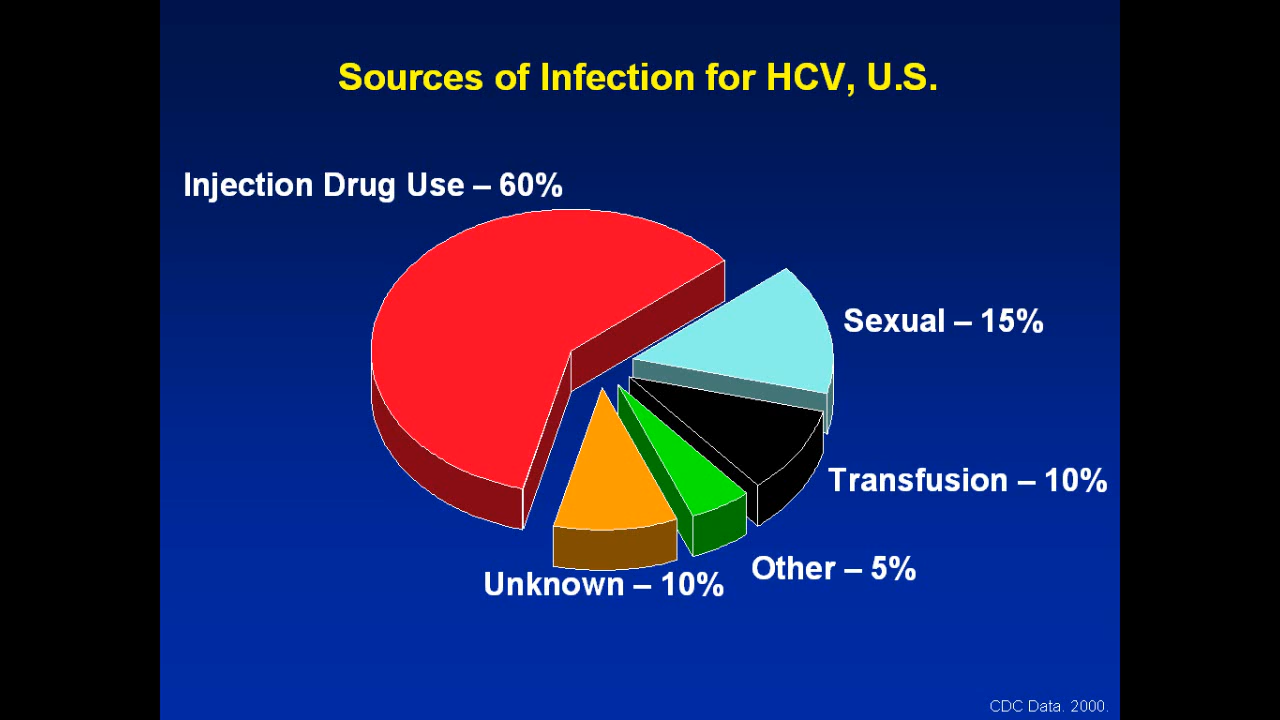 Sources of Infection for HCV, U.S.
Injection Drug Use – 60%
Sexual – 15%
Transfusion – 10%
Other – 5%
Unknown – 10%
CDC Data. 2000.